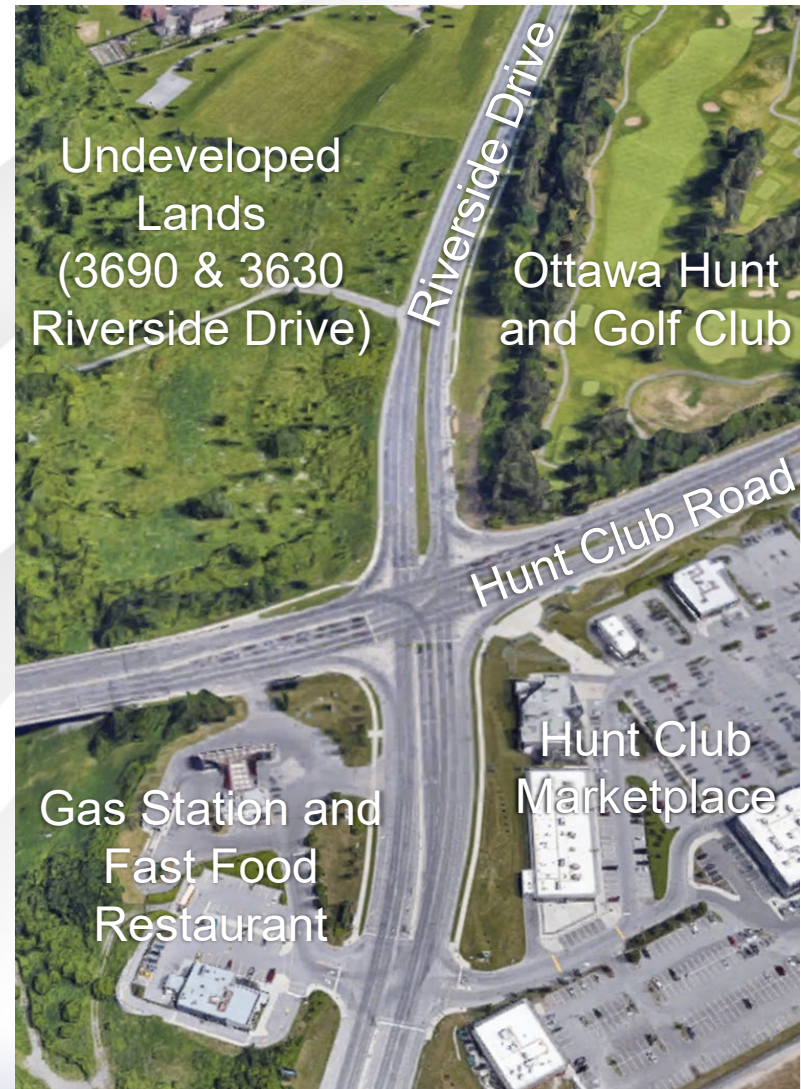 Riverside Drive
Undeveloped
Lands
(3690 & 3630
Riverside Drive)
Ottawa Hunt
and Golf Club
Hunt Club Road
Hunt Club
Marketplace
Gas Station and
Fast Food
Restaurant